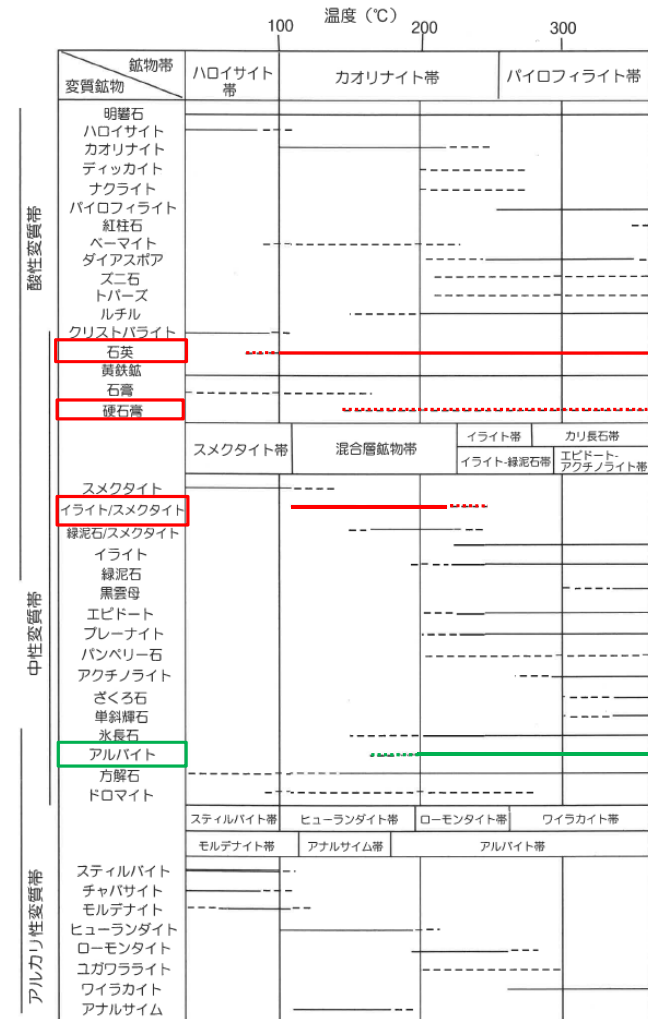 温度（℃）
100
200
300
鉱物帯
変質鉱物
ハロイサイト
帯
カオリナイト帯
パイロフィライト帯
酸性変質帯
明礬石
ハロイサイト
カオリナイト
ディッカイト
ナクライト
パイロフィライト
紅柱石
ベーマイト
ダイアスポア
ズニ石
トパーズ
ルチル
クリストバライト
石英
黄鉄鉱
石膏
硬石膏
スメクタイト帯
混合層鉱物帯
イライト帯
カリ長石帯
イライト-緑泥石帯
エピドート-
アクチノライト帯
中性変質帯
スメクタイト
イライト/スメクタイト
緑泥石/スメクタイト
イライト
緑泥石
黒雲母
エピドート
プレーナイト
パンペリー石
アクチノライト
ざくろ石
単斜輝石
氷長石
アルバイト
方解石
ドロマイト
スティルバイト帯
ヒューランダイト帯
ローモンタイト帯
ワイラカイト帯
モルデナイト帯
アナルサイム帯
アルバイト帯
アルカリ性変質帯
スティルバイト
チャバサイト
モルデナイト
ヒューランダイト
ローモンタイト
ユガワラライト
ワイラカイト
アナルサイム